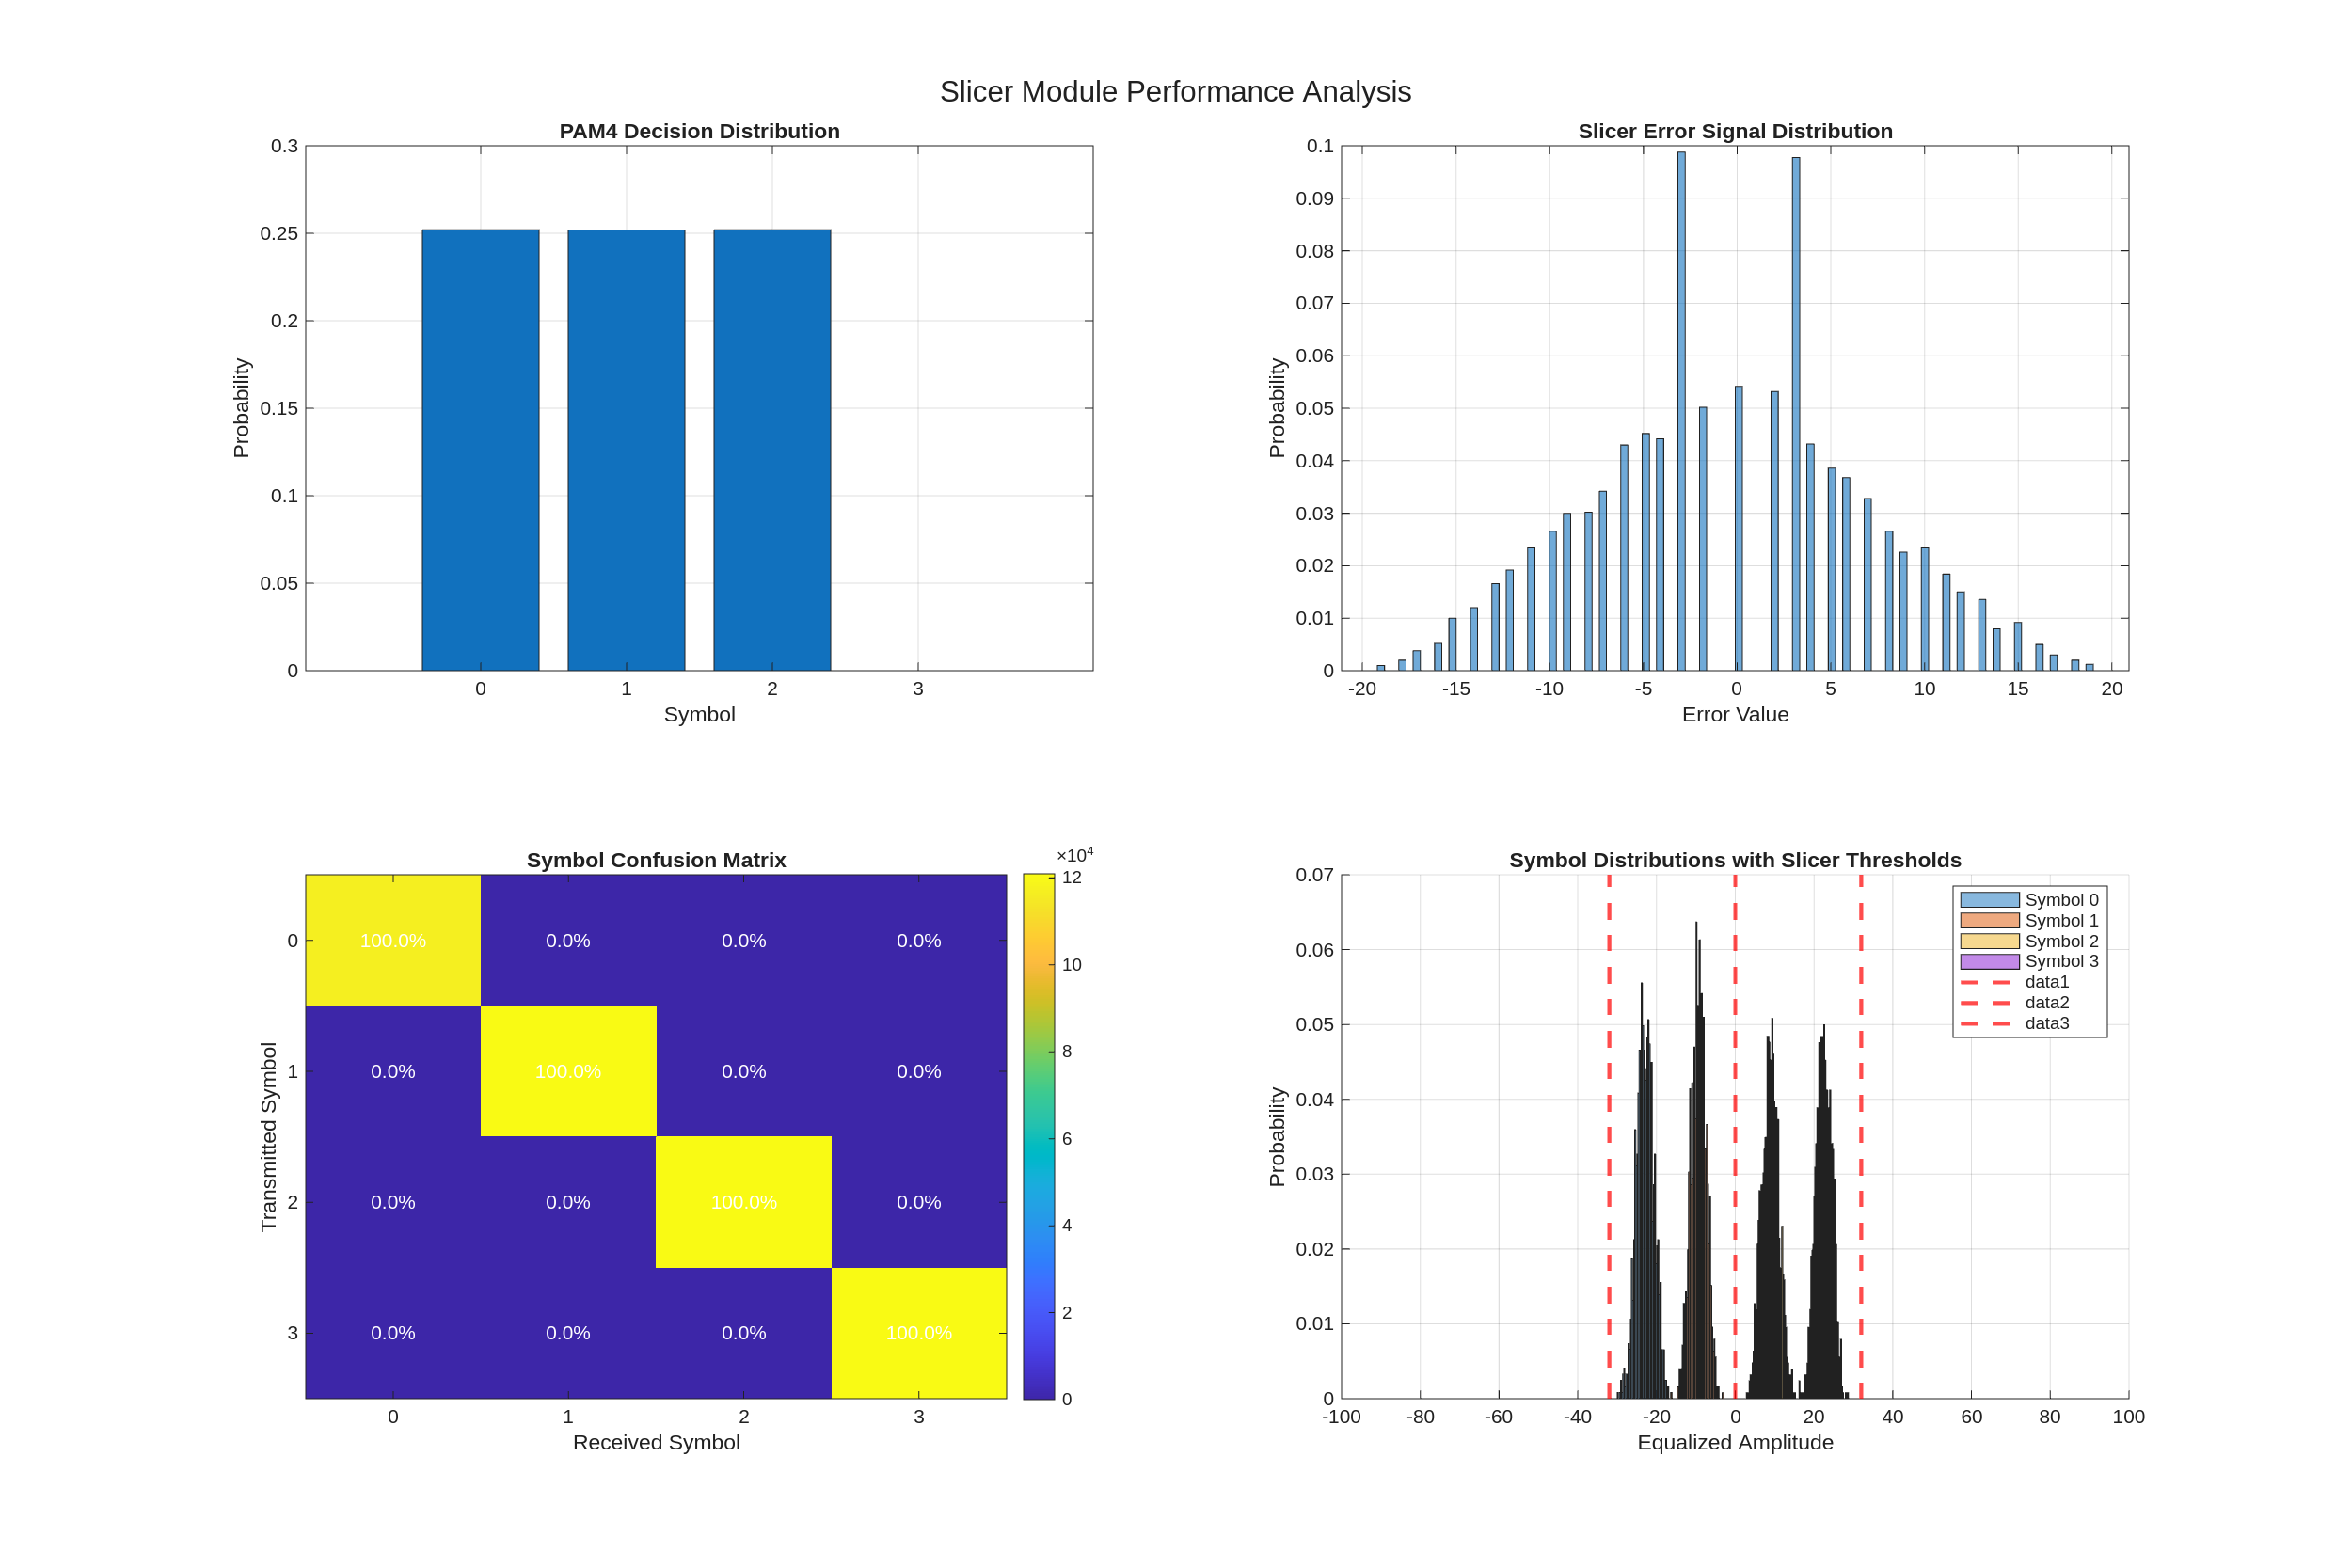 Slicer Module Performance Analysis
PAM4 Decision Distribution
0.3
0.25
0.2
0.15
0.1
0.05
0
Probability
0 1 2 3
Symbol
Slicer Error Signal Distribution
0.1
0.09
0.08
0.07
0.06
0.05
0.04
0.03
0.02
0.01
0
Probability
-20 -15 -10 -5 0 5 10 15 20
Error Value
Symbol Confusion Matrix
×10⁴
0 100.0% 0.0% 0.0% 0.0%
1 0.0% 100.0% 0.0% 0.0%
2 0.0% 0.0% 100.0% 0.0%
3 0.0% 0.0% 0.0% 100.0%
Transmitted Symbol
0 1 2 3
Received Symbol
12
10
8
6
4
2
0
Symbol Distributions with Slicer Thresholds
0.07
0.06
0.05
0.04
0.03
0.02
0.01
0
Probability
Symbol 0
Symbol 1
Symbol 2
Symbol 3
data1
data2
data3
-100 -80 -60 -40 -20 0 20 40 60 80 100
Equalized Amplitude